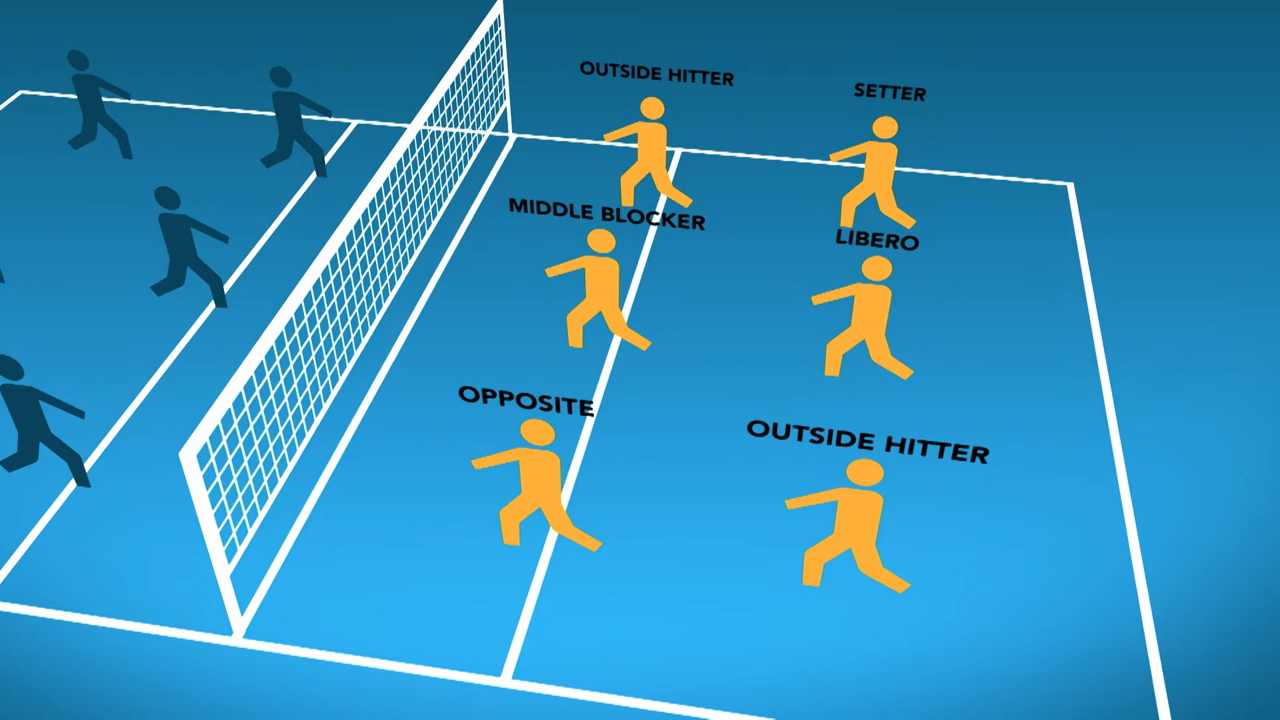 OUTSIDE HITTER
SETTER
MIDDLE BLOCKER
LIBERO
OPPOSITE
OUTSIDE HITTER